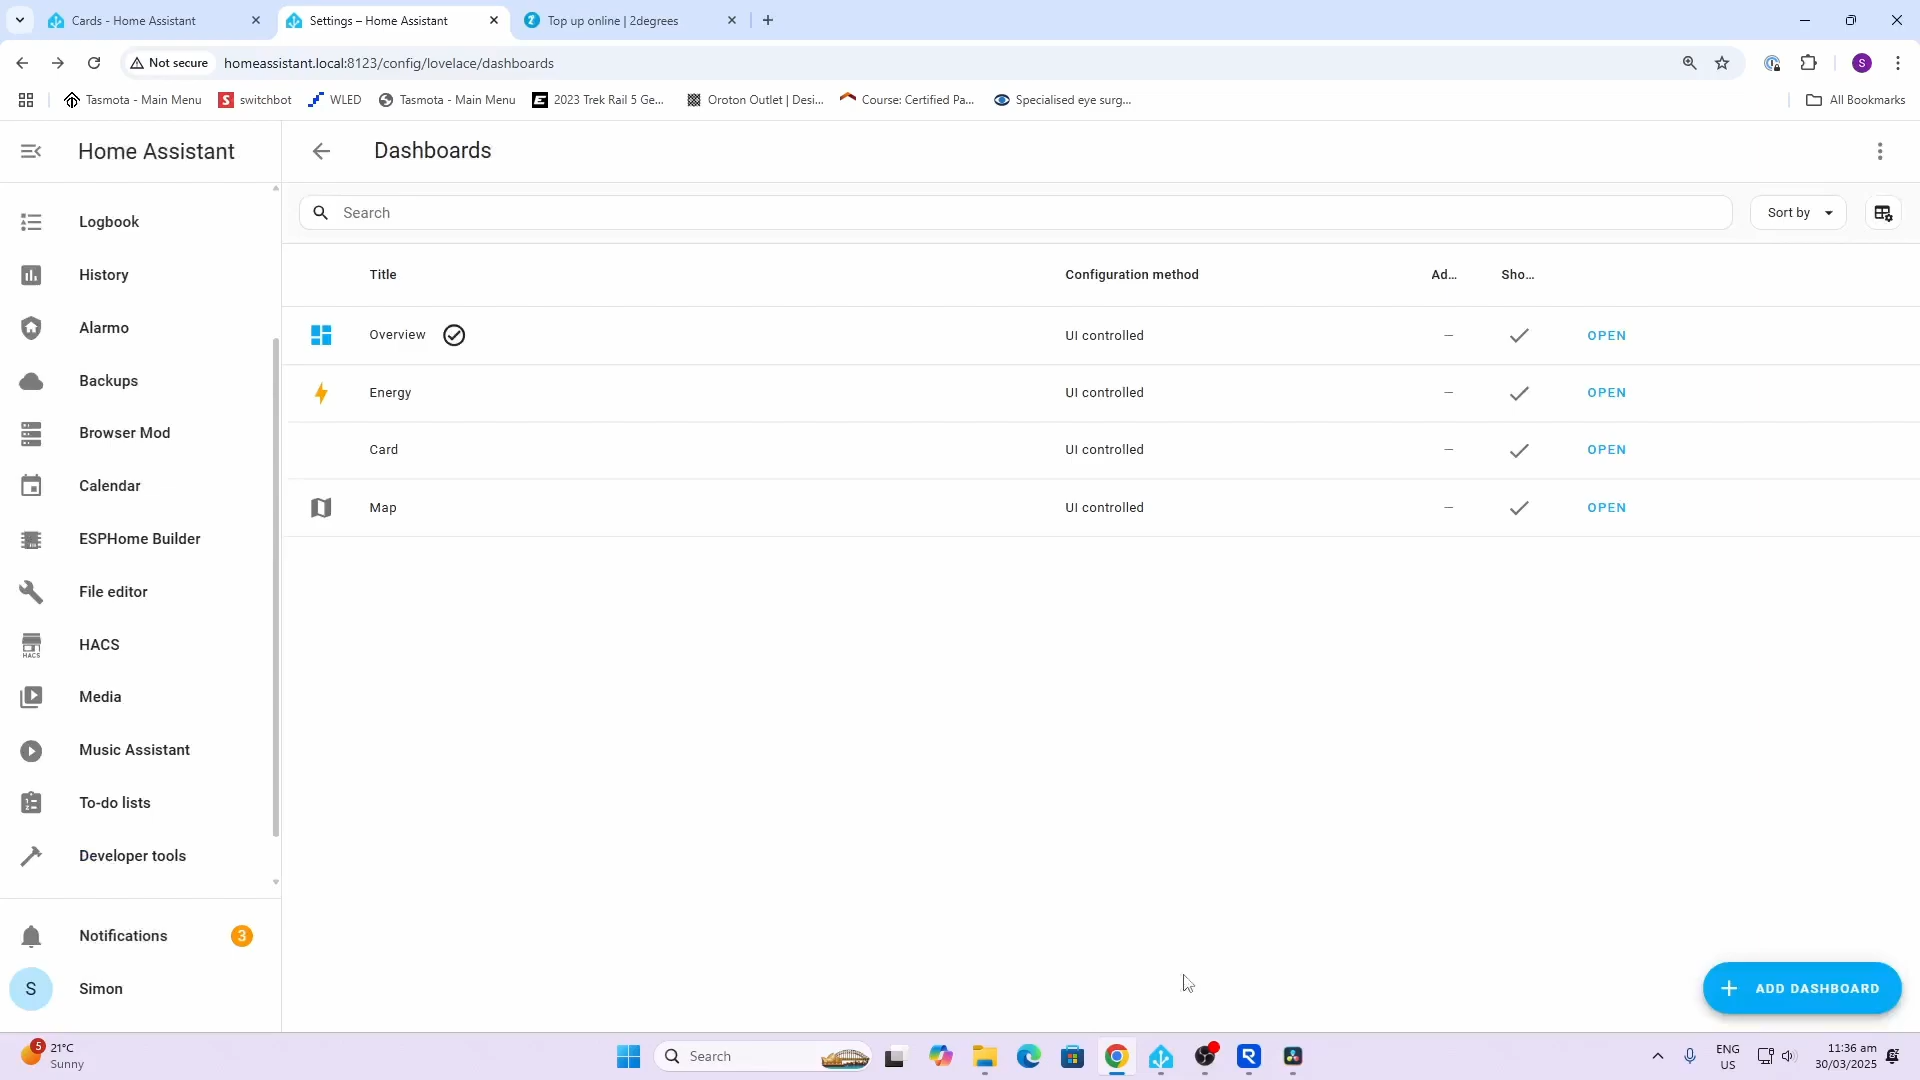 Cards - Home Assistant
Settings – Home Assistant
Top up online | 2degrees
Not secure
homeassistant.local:8123/config/lovelace/dashboards
S
Tasmota - Main Menu
switchbot
WLED
Tasmota - Main Menu
2023 Trek Rail 5 Ge...
Oroton Outlet | Desi...
Course: Certified Pa...
Specialised eye surg...
All Bookmarks
Home Assistant
Dashboards
Search
Sort by
Logbook
History
Alarmo
Backups
Browser Mod
Calendar
ESPHome Builder
File editor
HACS
HACS
Media
Music Assistant
To-do lists
Developer tools
Notifications
3
S
Simon
Title
Configuration method
Ad...
Sho...
Overview
UI controlled
–
OPEN
Energy
UI controlled
–
OPEN
Card
UI controlled
–
OPEN
Map
UI controlled
–
OPEN
ADD DASHBOARD
5
21°C
Sunny
Search
ENG
US
11:36 am
30/03/2025